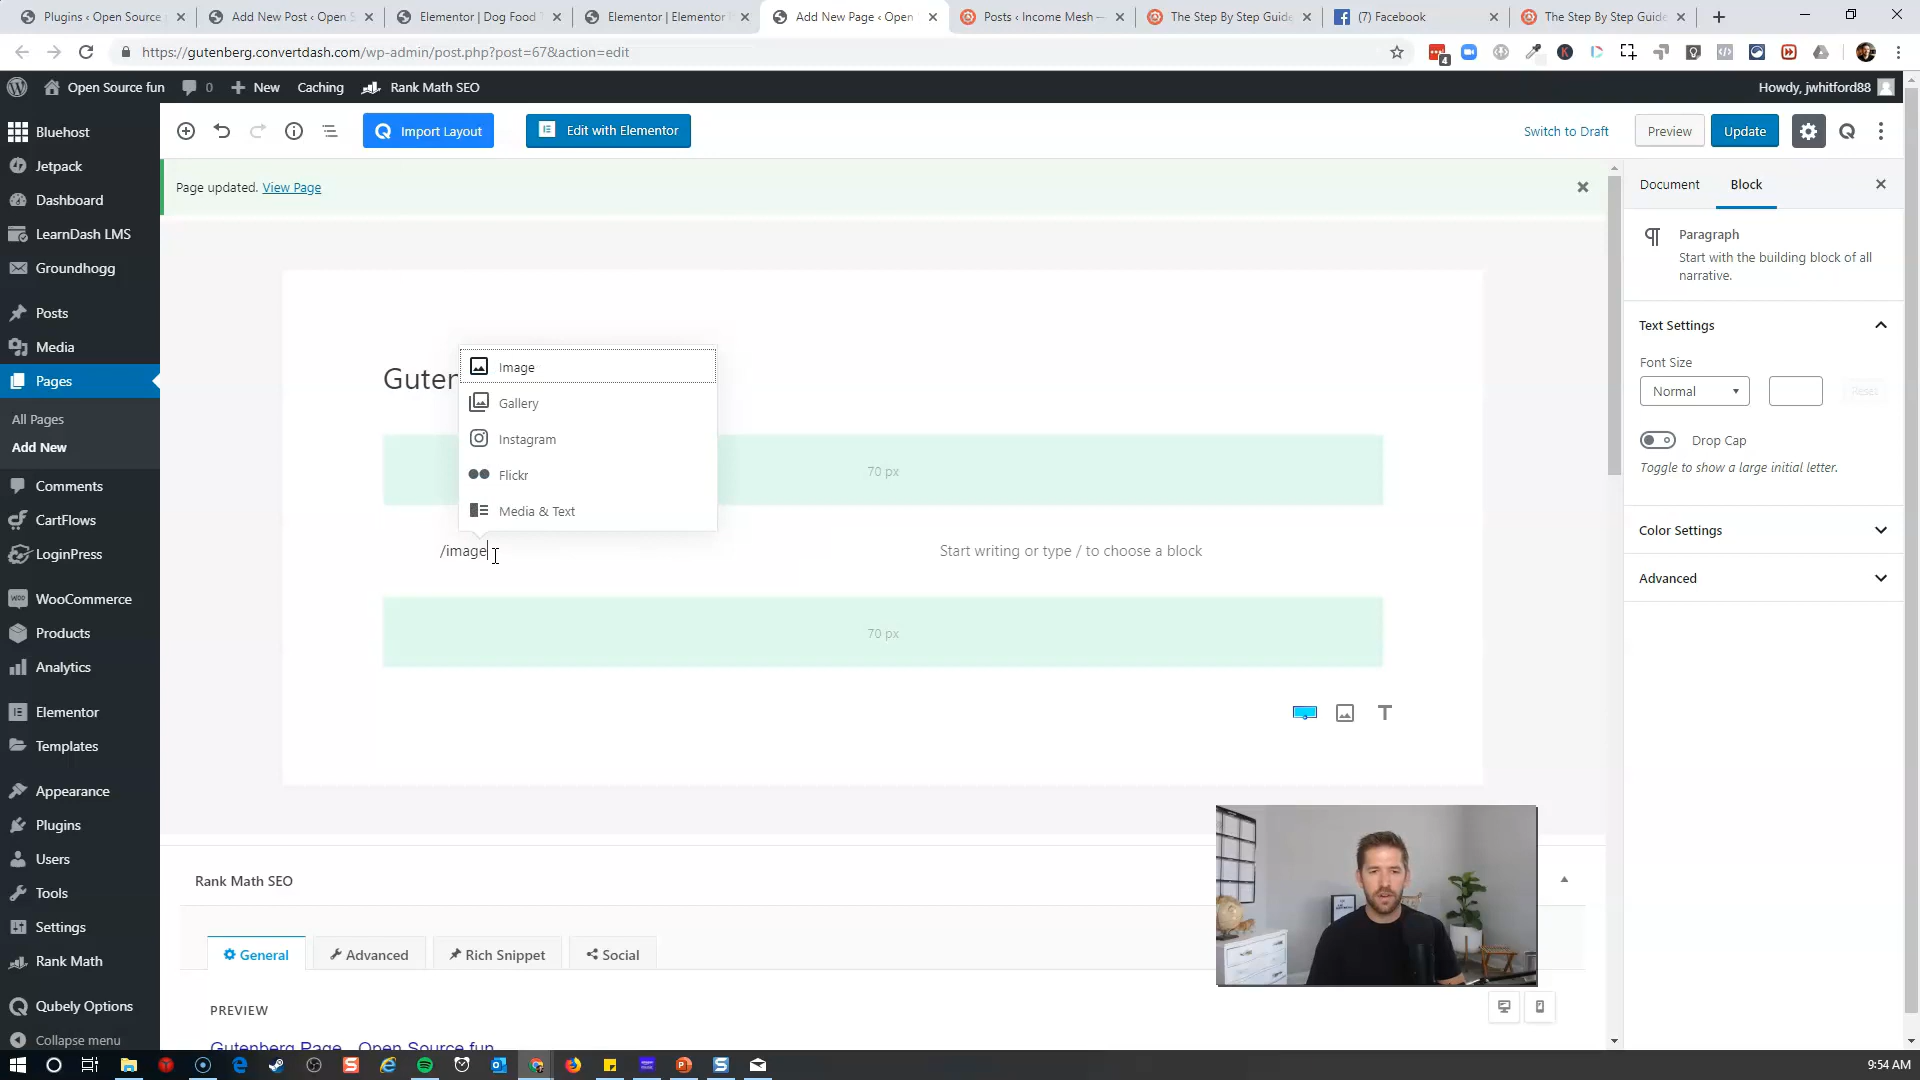 Plugins ‹ Open Source
Add New Post ‹ Open S
Elementor | Dog Food T
Elementor | Elementor
Add New Page ‹ Open
Posts ‹ Income Mesh —
The Step By Step Guide
(7) Facebook
The Step By Step Guide
https://gutenberg.convertdash.com/wp-admin/post.php?post=67&action=edit
4
Open Source fun
0
New
Caching
Rank Math SEO
Howdy, jwhitford88
Bluehost
Jetpack
Dashboard
LearnDash LMS
Groundhogg
Posts
Media
Pages
All Pages
Add New
Comments
CartFlows
LoginPress
WooCommerce
Products
Analytics
Elementor
Templates
Appearance
Plugins
Users
Tools
Settings
Rank Math
Qubely Options
Collapse menu
Import Layout
Edit with Elementor
Switch to Draft
Preview
Update
Page updated. View Page
Guten
Image
Gallery
Instagram
Flickr
Media & Text
70 px
/image
Start writing or type / to choose a block
70 px
Document
Block
Paragraph
Start with the building block of all
narrative.
Text Settings
Font Size
Normal
Reset
Drop Cap
Toggle to show a large initial letter.
Color Settings
Advanced
Rank Math SEO
General
Advanced
Rich Snippet
Social
PREVIEW
Gutenberg Page - Open Source fun
9:54 AM